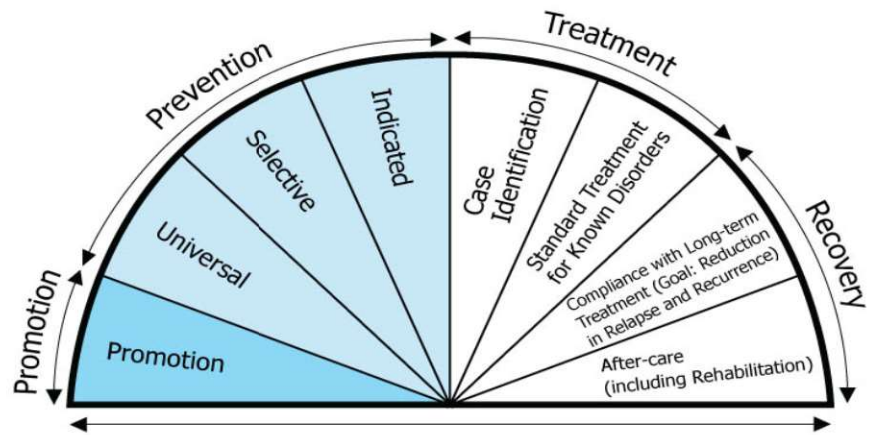 Promotion
Prevention
Treatment
Recovery
Promotion
Universal
Selective
Indicated
Case
Identification
Standard Treatment
for Known Disorders
Compliance with Long-term
Treatment (Goal: Reduction
in Relapse and Recurrence)
After-care
(including Rehabilitation)